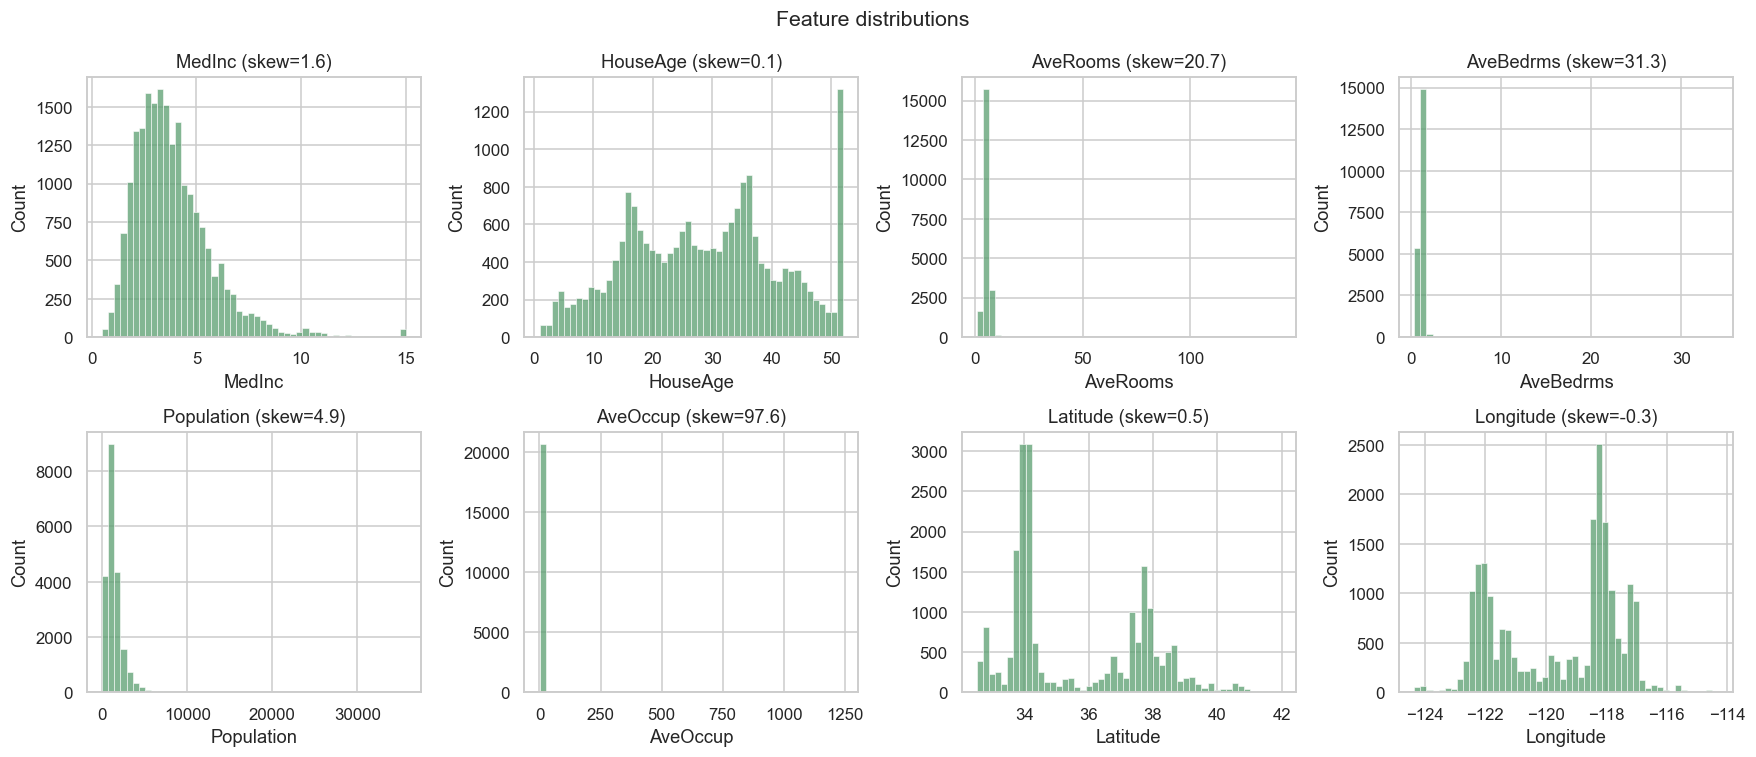 Feature distributions
MedInc (skew=1.6)
Count
1500
1250
1000
750
500
250
0
0 5 10 15
MedInc
HouseAge (skew=0.1)
Count
1200
1000
800
600
400
200
0
0 10 20 30 40 50
HouseAge
AveRooms (skew=20.7)
Count
15000
12500
10000
7500
5000
2500
0
0 50 100
AveRooms
AveBedrms (skew=31.3)
Count
15000
12500
10000
7500
5000
2500
0
0 10 20 30
AveBedrms
Population (skew=4.9)
Count
8000
6000
4000
2000
0
0 10000 20000 30000
Population
AveOccup (skew=97.6)
Count
20000
15000
10000
5000
0
0 250 500 750 1000 1250
AveOccup
Latitude (skew=0.5)
Count
3000
2500
2000
1500
1000
500
0
34 36 38 40 42
Latitude
Longitude (skew=-0.3)
Count
2500
2000
1500
1000
500
0
−124 −122 −120 −118 −116 −114
Longitude